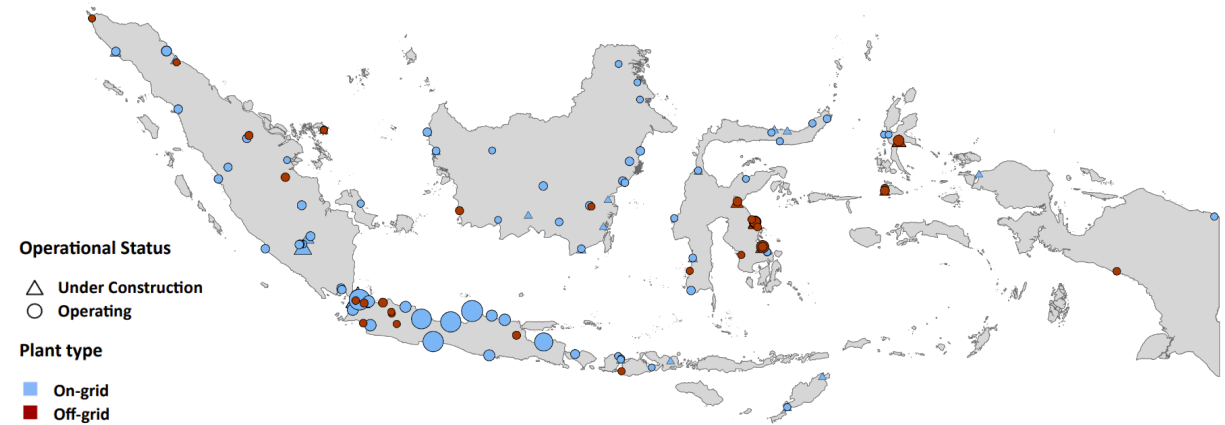 Operational Status
Under Construction
Operating
Plant type
On-grid
Off-grid